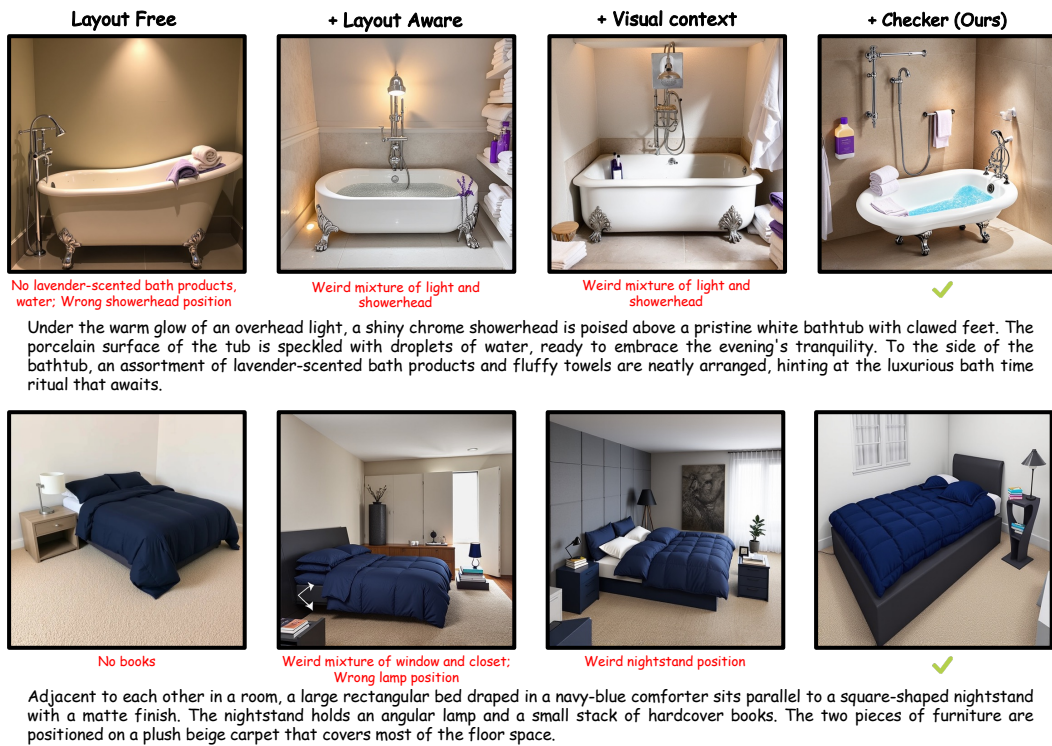 Layout Free
+ Layout Aware
+ Visual context
+ Checker (Ours)
No lavender-scented bath products,
water; Wrong showerhead position
Weird mixture of light and
showerhead
Weird mixture of light and
showerhead
Under the warm glow of an overhead light, a shiny chrome showerhead is poised above a pristine white bathtub with clawed feet. The
porcelain surface of the tub is speckled with droplets of water, ready to embrace the evening's tranquility. To the side of the
bathtub, an assortment of lavender-scented bath products and fluffy towels are neatly arranged, hinting at the luxurious bath time
ritual that awaits.
No books
Weird mixture of window and closet;
Wrong lamp position
Weird nightstand position
Adjacent to each other in a room, a large rectangular bed draped in a navy-blue comforter sits parallel to a square-shaped nightstand
with a matte finish. The nightstand holds an angular lamp and a small stack of hardcover books. The two pieces of furniture are
positioned on a plush beige carpet that covers most of the floor space.